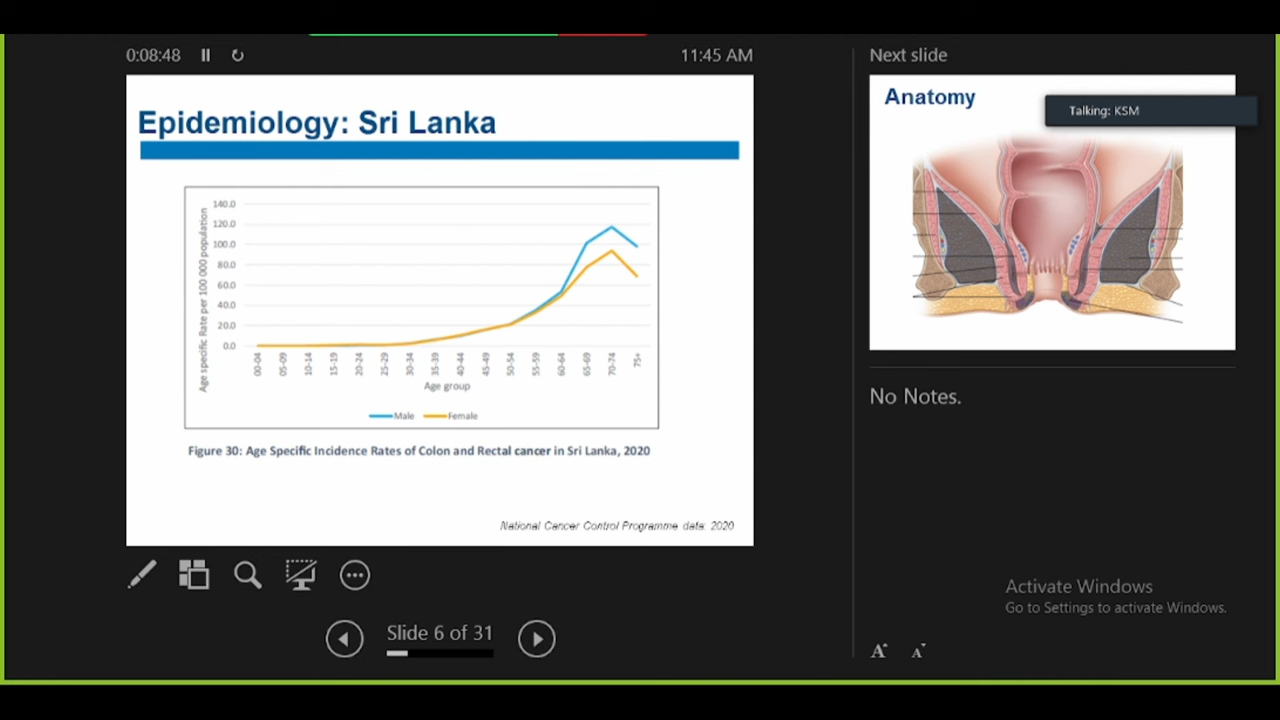 0:08:48
11:45 AM
Epidemiology: Sri Lanka
Age specific Rate per 100 000 population
140.0
120.0
100.0
80.0
60.0
40.0
20.0
0.0
00-04
05-09
10-14
15-19
20-24
25-29
30-34
35-39
40-44
45-49
50-54
55-59
60-64
65-69
70-74
75+
Age group
Male Female
Figure 30: Age Specific Incidence Rates of Colon and Rectal cancer in Sri Lanka, 2020
National Cancer Control Programme data: 2020
Slide 6 of 31
Next slide
Anatomy
Talking: KSM
No Notes.
Activate Windows
Go to Settings to activate Windows.
A A